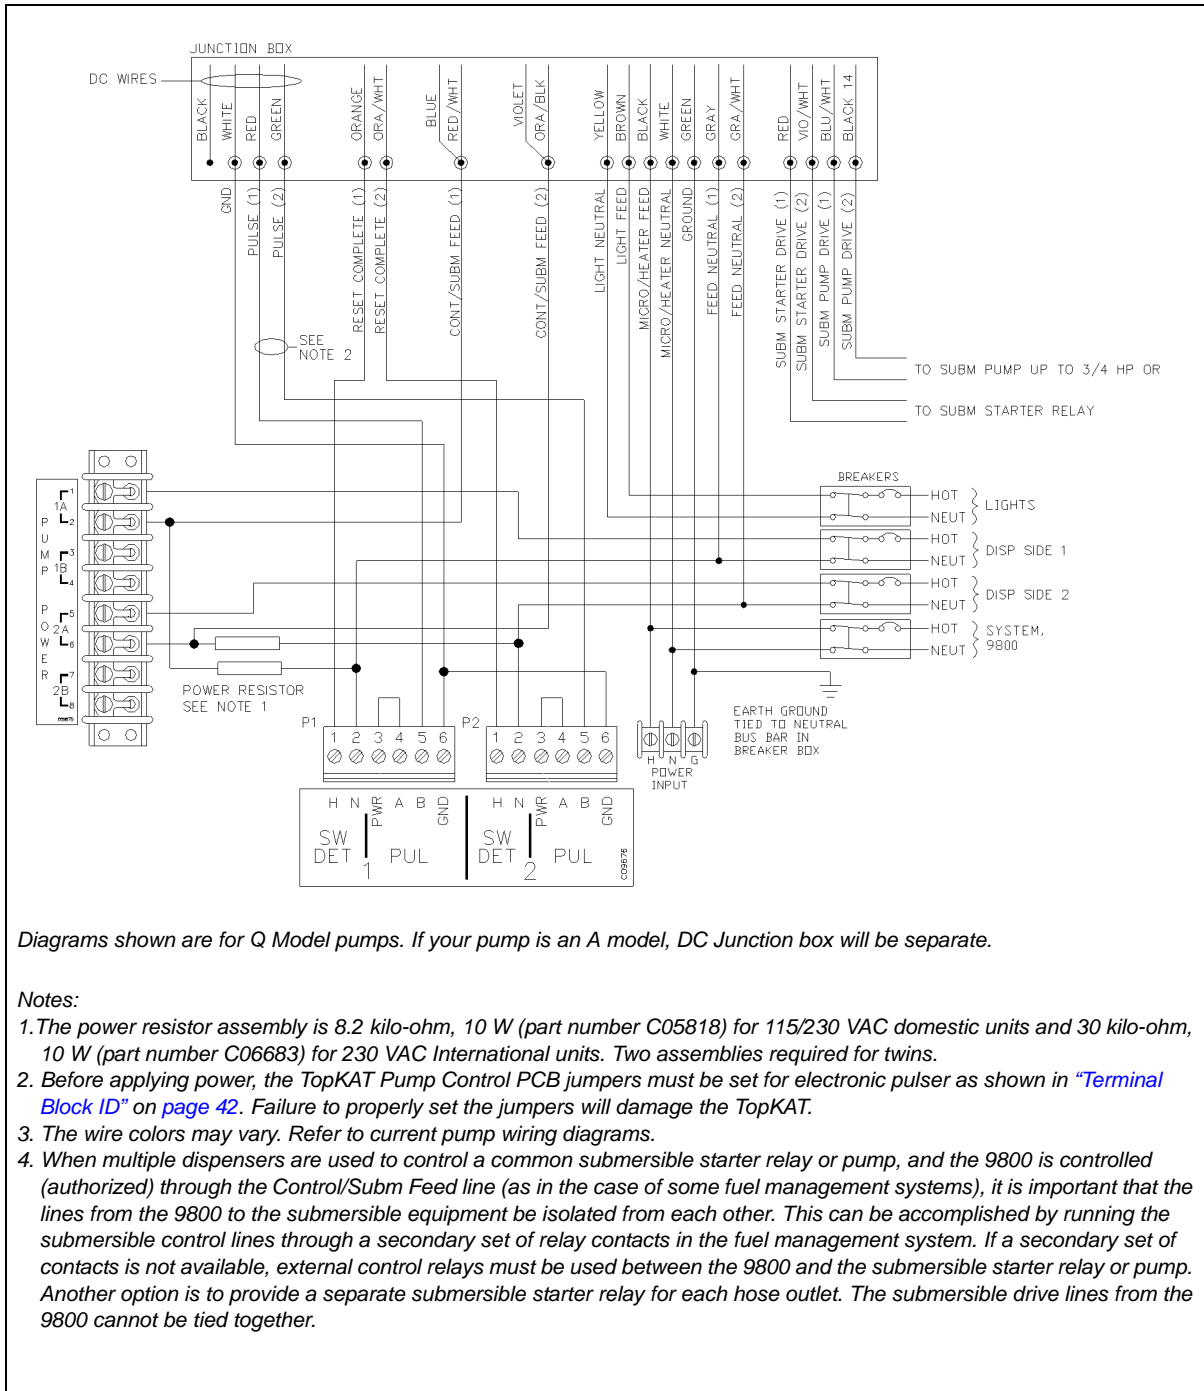 JUNCTION BOX
DC WIRES
BLACK
WHITE
RED
GREEN
ORANGE
ORA/WHT
BLUE
RED/WHT
VIOLET
ORA/BLK
YELLOW
BROWN
BLACK
WHITE
GREEN
GRAY
GRA/WHT
RED
VIO/WHT
BLU/WHT
BLACK 14
GND
PULSE (1)
PULSE (2)
RESET COMPLETE (1)
RESET COMPLETE (2)
CONT/SUBM FEED (1)
CONT/SUBM FEED (2)
LIGHT NEUTRAL
LIGHT FEED
MICRO/HEATER FEED
MICRO/HEATER NEUTRAL
GROUND
FEED NEUTRAL (1)
FEED NEUTRAL (2)
SUBM STARTER DRIVE (1)
SUBM STARTER DRIVE (2)
SUBM PUMP DRIVE (1)
SUBM PUMP DRIVE (2)
SEE
NOTE 2
TO SUBM PUMP UP TO 3/4 HP OR
TO SUBM STARTER RELAY
PUMP POWER
1
1A
2
3
1B
4
5
2A
6
7
2B
8
C09675
BREAKERS
HOT
NEUT
LIGHTS
HOT
NEUT
DISP SIDE 1
HOT
NEUT
DISP SIDE 2
HOT
NEUT
SYSTEM,
9800
POWER RESISTOR
SEE NOTE 1
EARTH GROUND
TIED TO NEUTRAL
BUS BAR IN
BREAKER BOX
P1
1 2 3 4 5 6
P2
1 2 3 4 5 6
H N G
POWER
INPUT
H N PWR A B GND
SW
DET
1
PUL
H N PWR A B GND
SW
DET
2
PUL
C09676
Diagrams shown are for Q Model pumps. If your pump is an A model, DC Junction box will be separate.
Notes:
1.The power resistor assembly is 8.2 kilo-ohm, 10 W (part number C05818) for 115/230 VAC domestic units and 30 kilo-ohm,
10 W (part number C06683) for 230 VAC International units. Two assemblies required for twins.
2. Before applying power, the TopKAT Pump Control PCB jumpers must be set for electronic pulser as shown in “Terminal
Block ID” on page 42. Failure to properly set the jumpers will damage the TopKAT.
3. The wire colors may vary. Refer to current pump wiring diagrams.
4. When multiple dispensers are used to control a common submersible starter relay or pump, and the 9800 is controlled
(authorized) through the Control/Subm Feed line (as in the case of some fuel management systems), it is important that the
lines from the 9800 to the submersible equipment be isolated from each other. This can be accomplished by running the
submersible control lines through a secondary set of relay contacts in the fuel management system. If a secondary set of
contacts is not available, external control relays must be used between the 9800 and the submersible starter relay or pump.
Another option is to provide a separate submersible starter relay for each hose outlet. The submersible drive lines from the
9800 cannot be tied together.